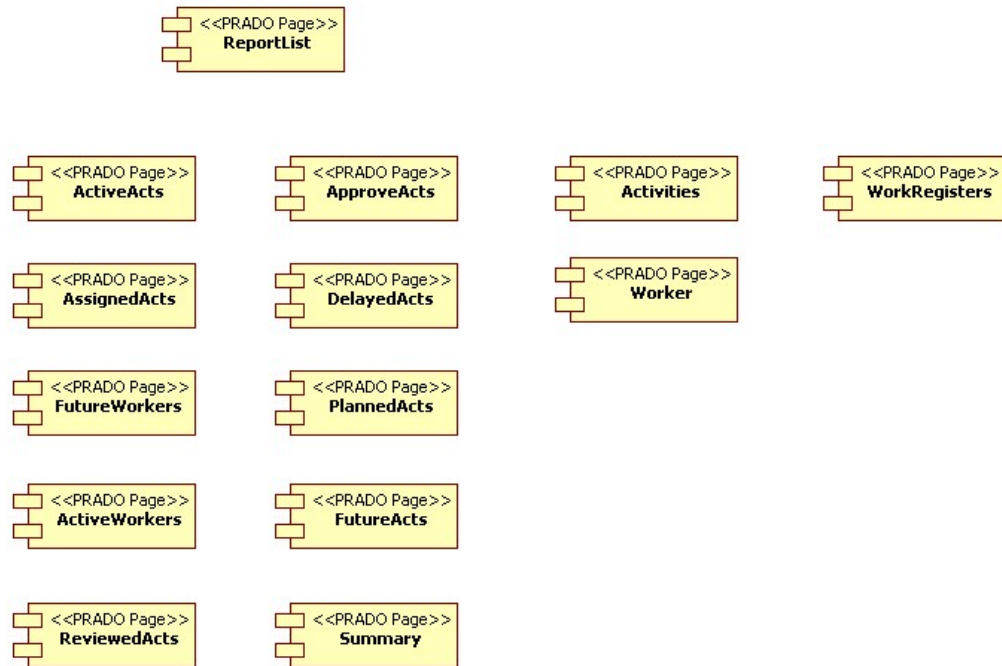 <<PRADO Page>>
ReportList
<<PRADO Page>>
ActiveActs
<<PRADO Page>>
ApproveActs
<<PRADO Page>>
Activities
<<PRADO Page>>
WorkRegisters
<<PRADO Page>>
AssignedActs
<<PRADO Page>>
DelayedActs
<<PRADO Page>>
Worker
<<PRADO Page>>
FutureWorkers
<<PRADO Page>>
PlannedActs
<<PRADO Page>>
ActiveWorkers
<<PRADO Page>>
FutureActs
<<PRADO Page>>
ReviewedActs
<<PRADO Page>>
Summary